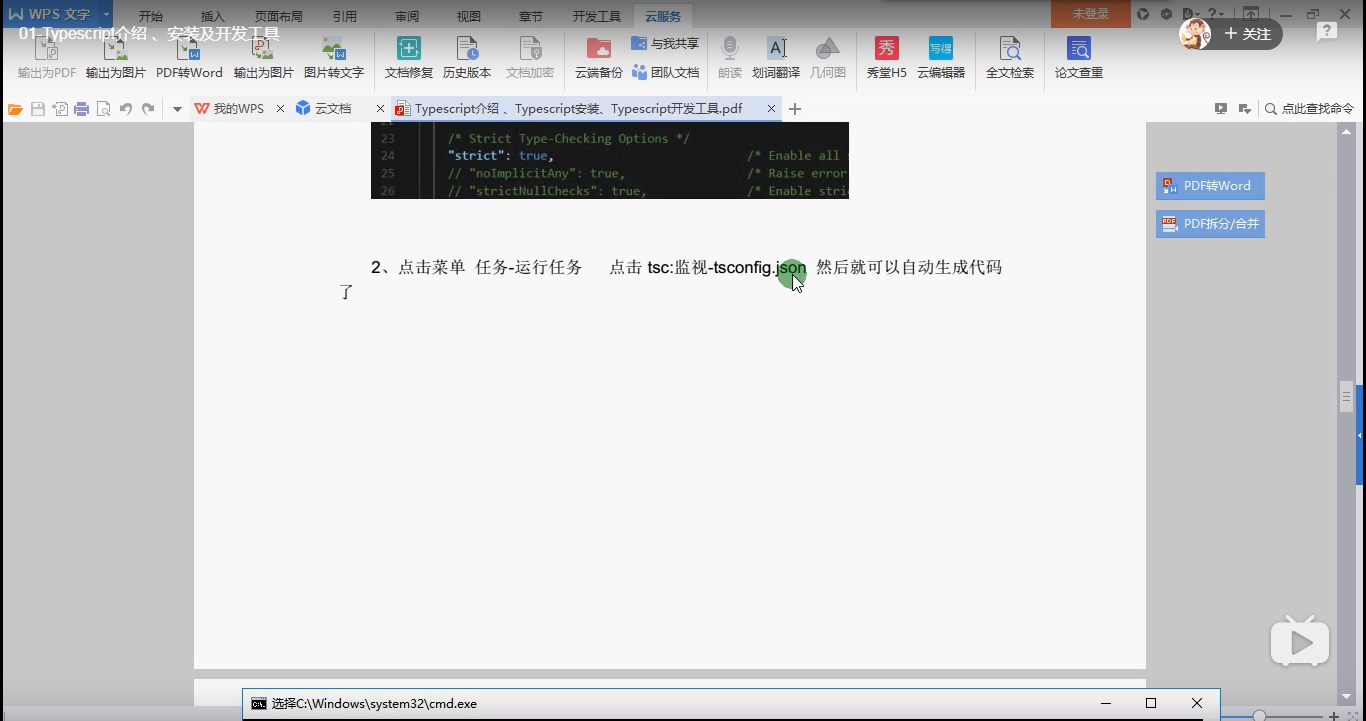 WPS 文字
开始 插入 页面布局 引用 审阅 视图 章节 开发工具 云服务
未登录
01-Typescript介绍 、安装及开发工具
+ 关注
输出为PDF 输出为图片 PDF转Word 输出为图片 图片转文字 文档修复 历史版本 文档加密 云端备份 与我共享 团队文档 朗读 划词翻译 几何图 秀堂H5 云编辑器 全文检索 论文查重
秀 写得
我的WPS × 云文档 × Typescript介绍 、Typescript安装、Typescript开发工具.pdf × +
点此查找命令
23 /* Strict Type-Checking Options */
24 "strict": true, /* Enable all
25 // "noImplicitAny": true, /* Raise error
26 // "strictNullChecks": true, /* Enable stri
PDF转Word
PDF拆分/合并
2、点击菜单 任务-运行任务 点击 tsc:监视-tsconfig.json 然后就可以自动生成代码
了
选择C:\Windows\system32\cmd.exe